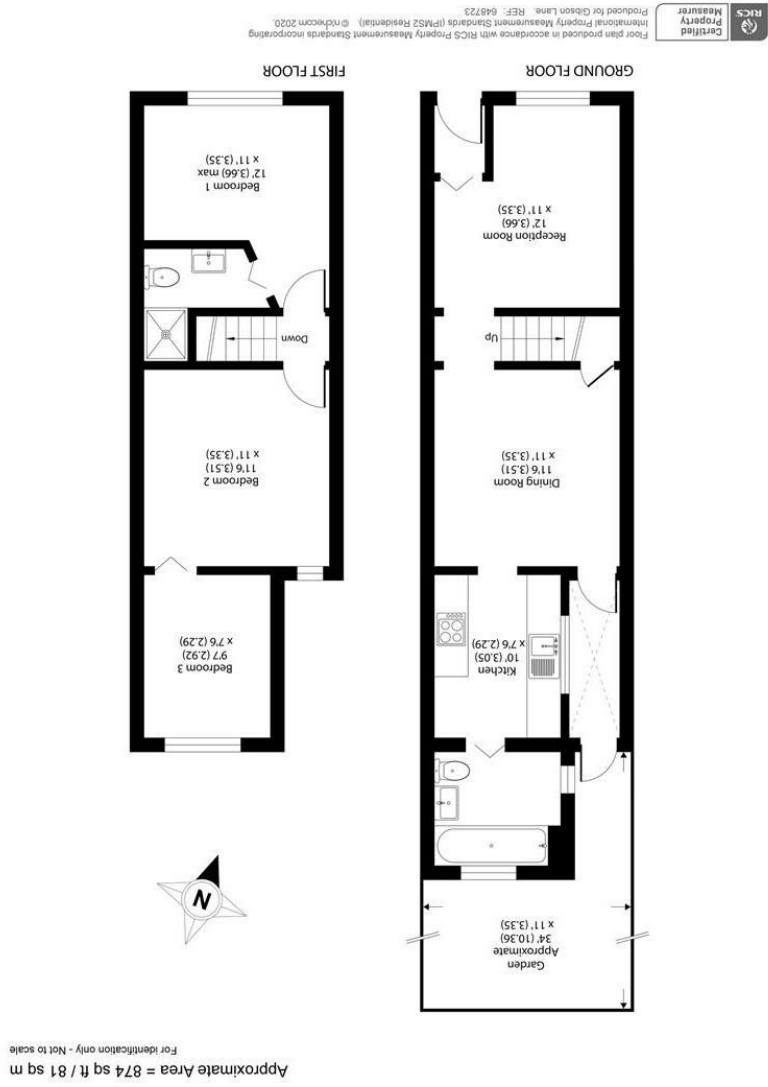 Approximate Area = 874 sq ft / 81 sq m
For identification only - Not to scale
N
Garden
Approximate
34' (10.36)
x 11' (3.35)
Kitchen
10' (3.05)
x 7'6 (2.29)
Dining Room
11'6 (3.51)
x 11' (3.35)
Up
Reception Room
12' (3.66)
x 11' (3.35)
GROUND FLOOR
Bedroom 3
9'7 (2.92)
x 7'6 (2.29)
Bedroom 2
11'6 (3.51)
x 11' (3.35)
Down
Bedroom 1
12' (3.66) max
x 11' (3.35)
FIRST FLOOR
Certified
Property
Measurer
RICS
Floor plan produced in accordance with RICS Property Measurement Standards incorporating
International Property Measurement Standards (IPMS2 Residential). © nichecom 2020.
Produced for Gibson Lane. REF: 648723